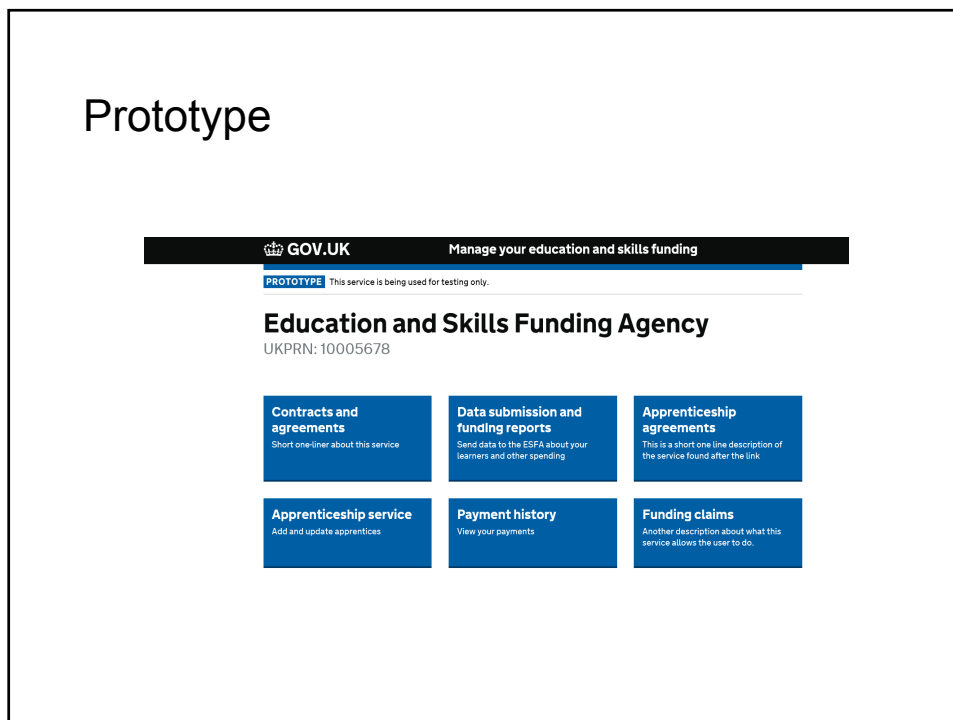 Prototype
GOV.UK
Manage your education and skills funding
PROTOTYPE This service is being used for testing only.
Education and Skills Funding Agency
UKPRN: 10005678
Contracts and
agreements
Short one-liner about this service
Data submission and
funding reports
Send data to the ESFA about your
learners and other spending
Apprenticeship
agreements
This is a short one line description of
the service found after the link
Apprenticeship service
Add and update apprentices
Payment history
View your payments
Funding claims
Another description about what this
service allows the user to do.